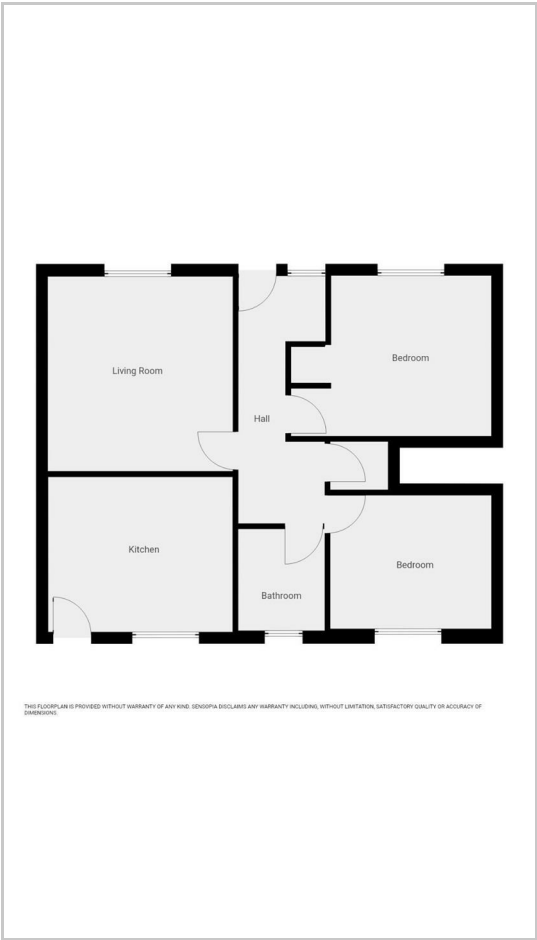 Living Room
Bedroom
Hall
Kitchen
Bedroom
Bathroom
THIS FLOORPLAN IS PROVIDED WITHOUT WARRANTY OF ANY KIND. SENSOPIA DISCLAIMS ANY WARRANTY INCLUDING, WITHOUT LIMITATION, SATISFACTORY QUALITY OR ACCURACY OF
DIMENSIONS.